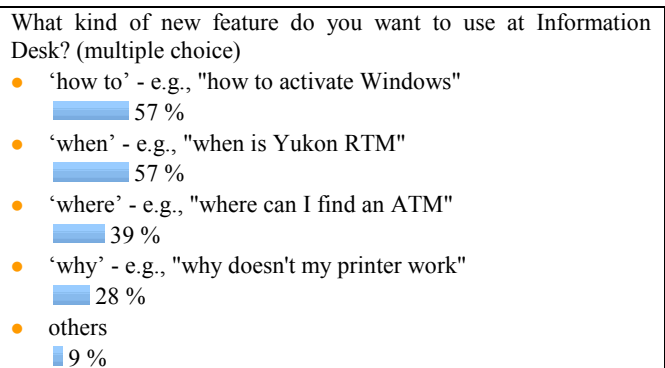 What kind of new feature do you want to use at Information
Desk? (multiple choice)
‘how to’ - e.g., "how to activate Windows"
57 %
‘when’ - e.g., "when is Yukon RTM"
57 %
‘where’ - e.g., "where can I find an ATM"
39 %
‘why’ - e.g., "why doesn't my printer work"
28 %
others
9 %